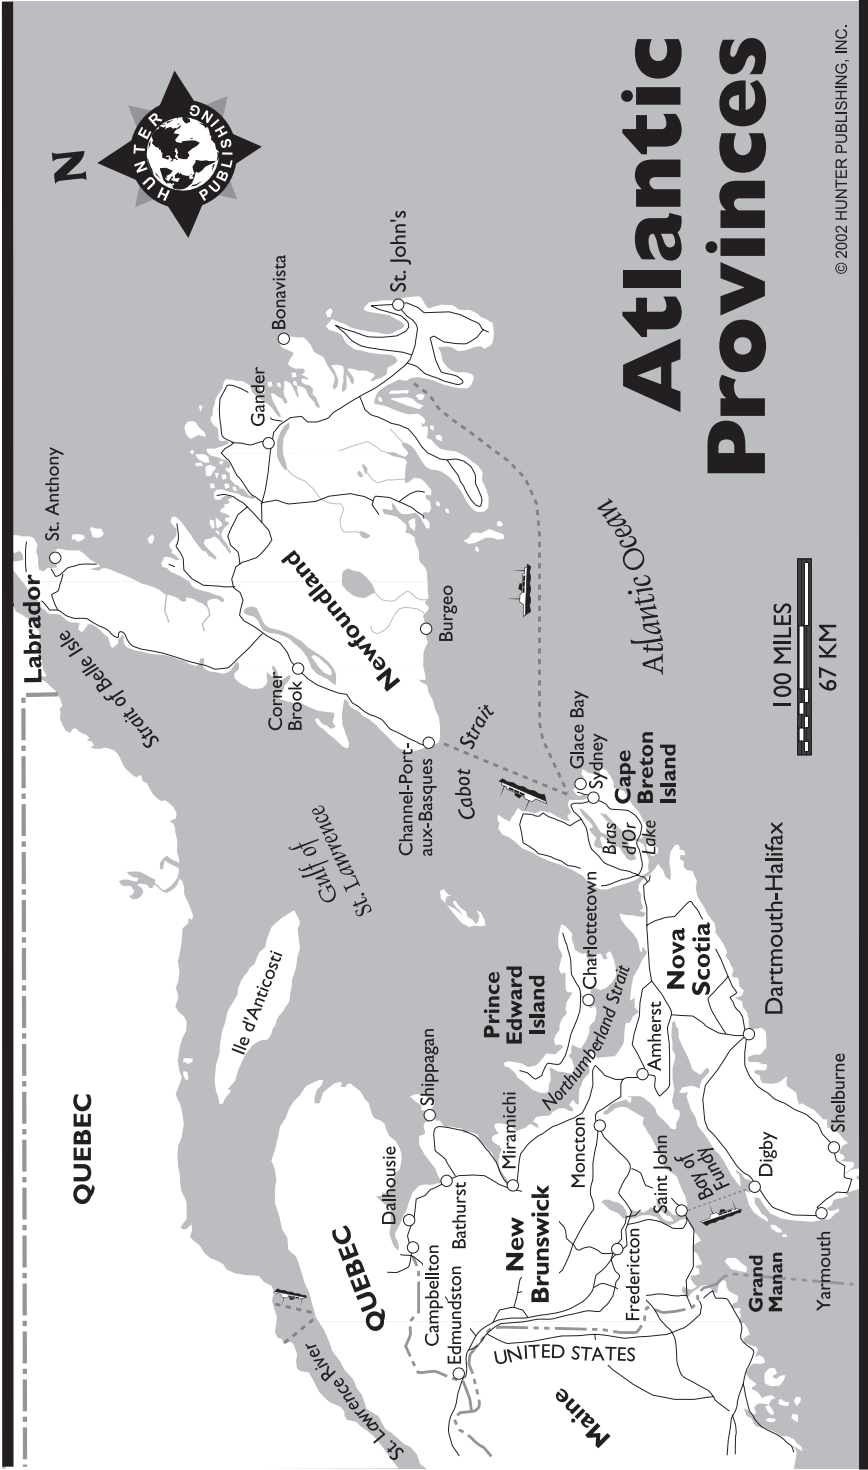 Atlantic
Provinces
© 2002 HUNTER PUBLISHING, INC.
N
HUNTER
PUBLISHING
Labrador
St. Anthony
Strait of Belle Isle
QUEBEC
Gander
Bonavista
St. John's
Newfoundland
Corner
Brook
Burgeo
Channel-Port-
aux-Basques
Cabot Strait
Gulf of
St. Lawrence
Ile d'Anticosti
Atlantic Ocean
100 MILES
67 KM
Glace Bay
Sydney
Cape
Breton
Island
Bras
d'Or
Lake
Prince
Edward
Island
Charlottetown
Northumberland Strait
Nova
Scotia
Dartmouth-Halifax
Amherst
Shippagan
Miramichi
Moncton
Dalhousie
Bathurst
Campbellton
Edmundston
New
Brunswick
Fredericton
Saint John
Bay of
Fundy
Digby
Shelburne
Yarmouth
Grand
Manan
QUEBEC
St. Lawrence River
UNITED STATES
Maine